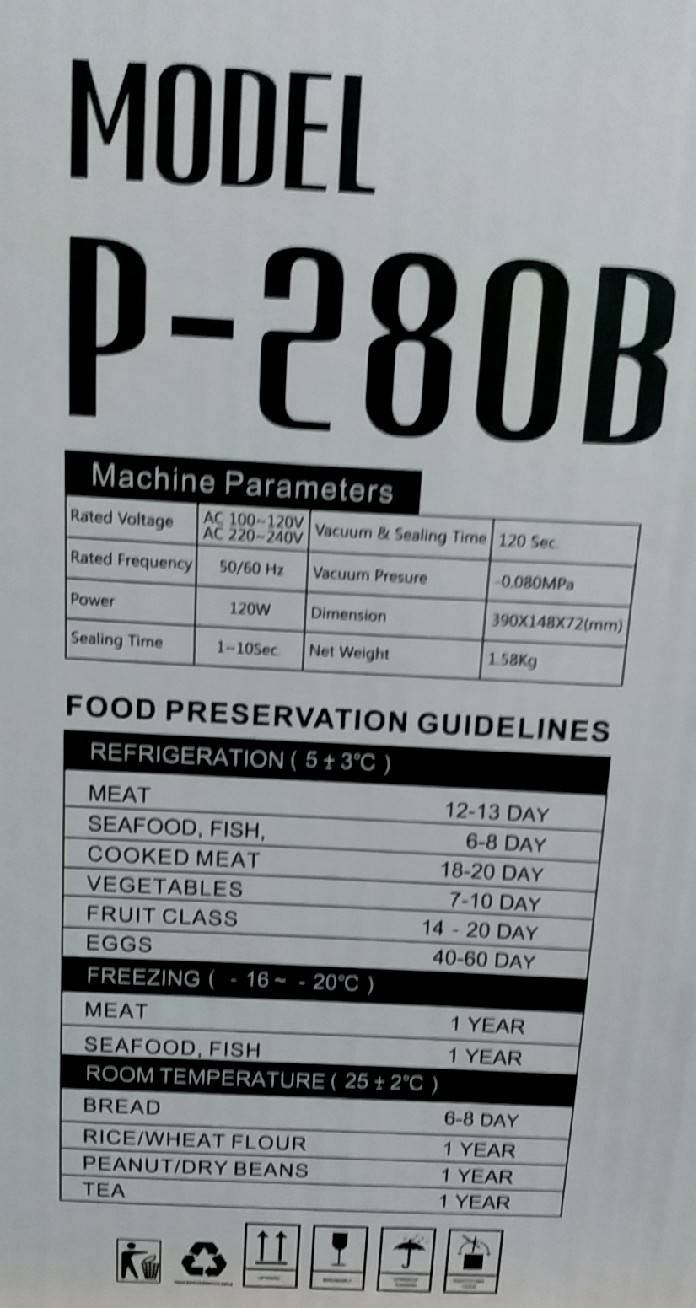 MODEL
P-280B
Machine Parameters
Rated Voltage AC 100~120V AC 220~240V Vacuum & Sealing Time 120 Sec
Rated Frequency 50/60 Hz Vacuum Presure -0.080MPa
Power 120W Dimension 390X148X72(mm)
Sealing Time 1~10Sec Net Weight 1.58Kg
FOOD PRESERVATION GUIDELINES
REFRIGERATION ( 5 ± 3°C )
MEAT 12-13 DAY
SEAFOOD, FISH, 6-8 DAY
COOKED MEAT 18-20 DAY
VEGETABLES 7-10 DAY
FRUIT CLASS 14 - 20 DAY
EGGS 40-60 DAY
FREEZING ( - 16 ~ - 20°C )
MEAT 1 YEAR
SEAFOOD, FISH 1 YEAR
ROOM TEMPERATURE ( 25 ± 2°C )
BREAD 6-8 DAY
RICE/WHEAT FLOUR 1 YEAR
PEANUT/DRY BEANS 1 YEAR
TEA 1 YEAR